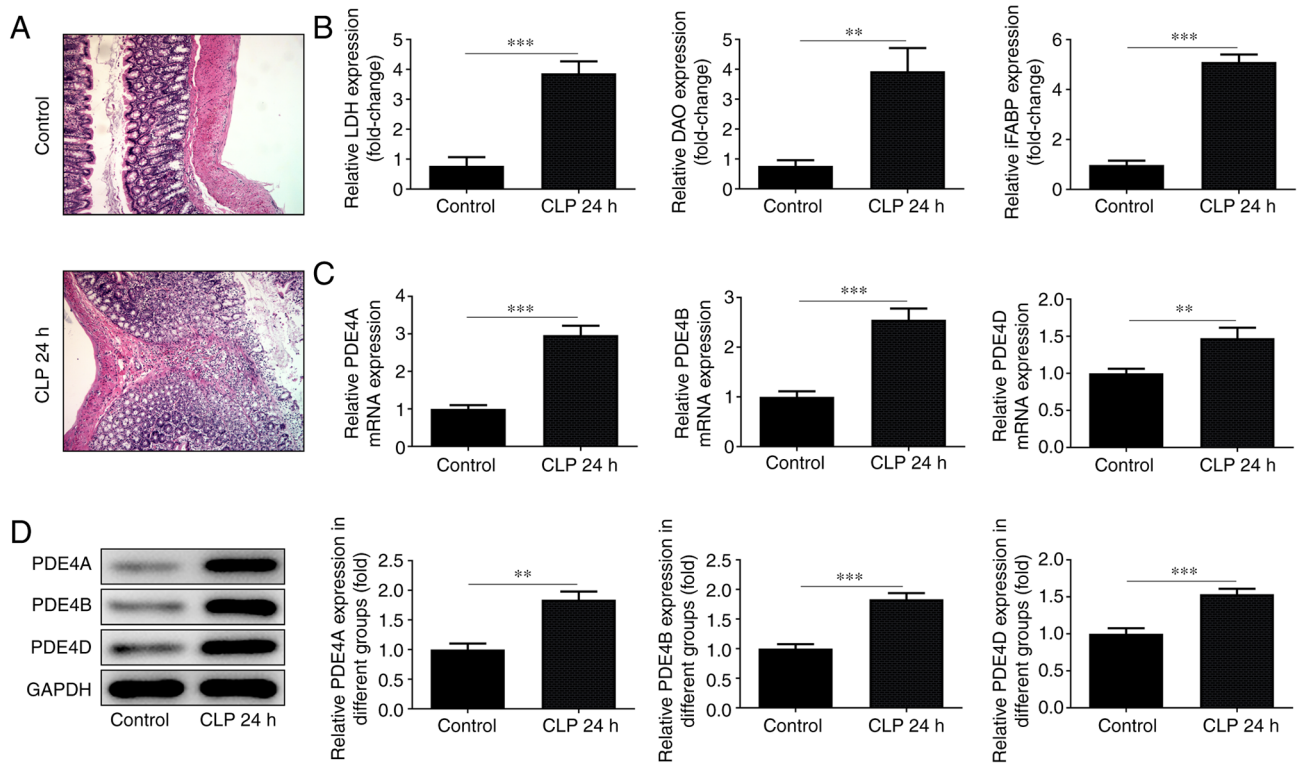 A
Control
CLP 24 h
B
Relative LDH expression
(fold-change)
5
4
3
2
1
0
***
Control
CLP 24 h
Relative DAO expression
(fold-change)
5
4
3
2
1
0
**
Control
CLP 24 h
Relative iFABP expression
(fold-change)
6
4
2
0
***
Control
CLP 24 h
C
Relative PDE4A
mRNA expression
4
3
2
1
0
***
Control
CLP 24 h
Relative PDE4B
mRNA expression
3
2
1
0
***
Control
CLP 24 h
Relative PDE4D
mRNA expression
2.0
1.5
1.0
0.5
0.0
**
Control
CLP 24 h
D
PDE4A
PDE4B
PDE4D
GAPDH
Control
CLP 24 h
Relative PDE4A expression in
different groups (fold)
2.5
2.0
1.5
1.0
0.5
0.0
**
Control
CLP 24 h
Relative PDE4B expression in
different groups (fold)
2.5
2.0
1.5
1.0
0.5
0.0
***
Control
CLP 24 h
Relative PDE4D expression in
different groups (fold)
2.0
1.5
1.0
0.5
0.0
***
Control
CLP 24 h